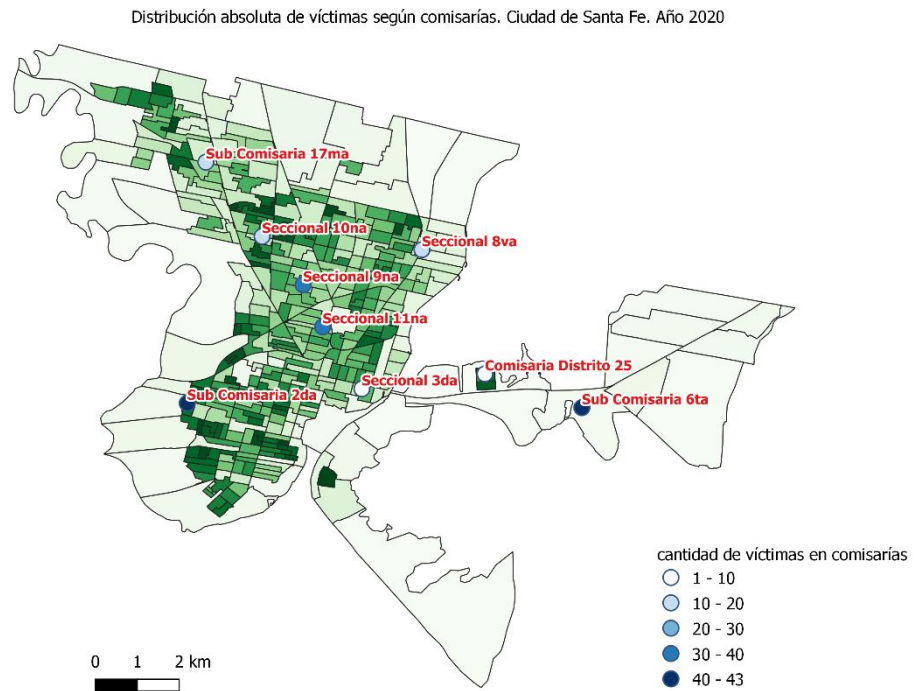 Distribución absoluta de víctimas según comisarías. Ciudad de Santa Fe. Año 2020
Sub Comisaria 17ma
Seccional 10na
Seccional 8va
Seccional 9na
Seccional 11na
Comisaria Distrito 25
Seccional 3da
Sub Comisaria 2da
Sub Comisaria 6ta
cantidad de víctimas en comisarías
1 - 10
10 - 20
20 - 30
30 - 40
40 - 43
0 1 2 km